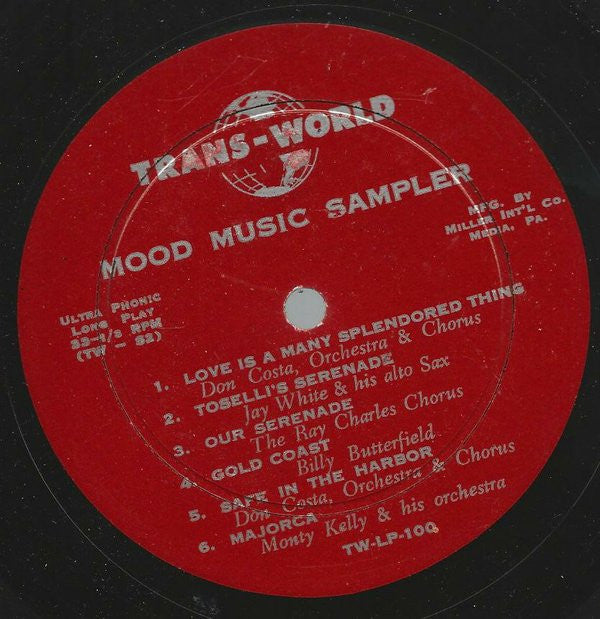 TRANS-WORLD
MOOD MUSIC SAMPLER
MFG. BY
MILLER INT'L CO.
MEDIA, PA.
ULTRA PHONIC
LONG PLAY
33-1/3 RPM
(TW - 52)
1. LOVE IS A MANY SPLENDORED THING
Don Costa, Orchestra & Chorus
2. TOSELLI'S SERENADE
Jay White & his alto Sax
3. OUR SERENADE
The Ray Charles Chorus
4. GOLD COAST
Billy Butterfield
5. SAFE IN THE HARBOR
Don Costa, Orchestra & Chorus
6. MAJORCA
Monty Kelly & his orchestra
TW-LP-100